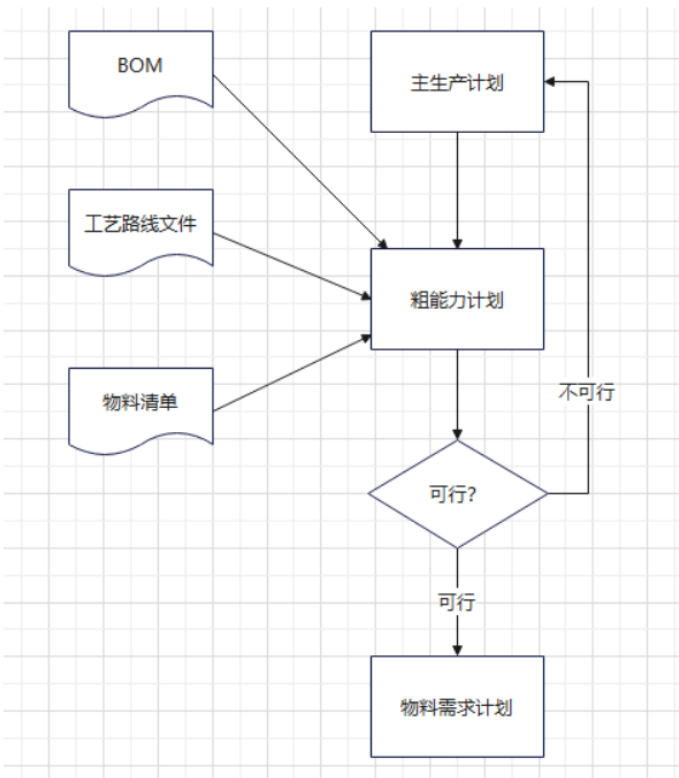 BOM
主生产计划
工艺路线文件
粗能力计划
物料清单
不可行
可行?
可行
物料需求计划